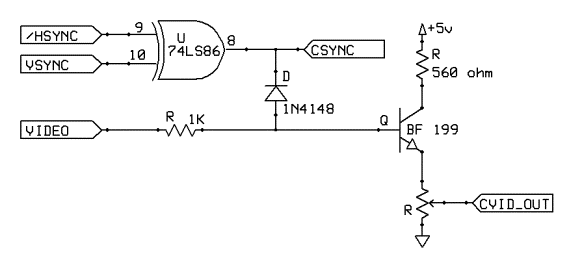 /HSYNC 9
VSYNC 10
U
74LS86
8
CSYNC
+5v
R
560 ohm
D
1N4148
VIDEO
R 1K
Q
BF 199
R
CVID_OUT